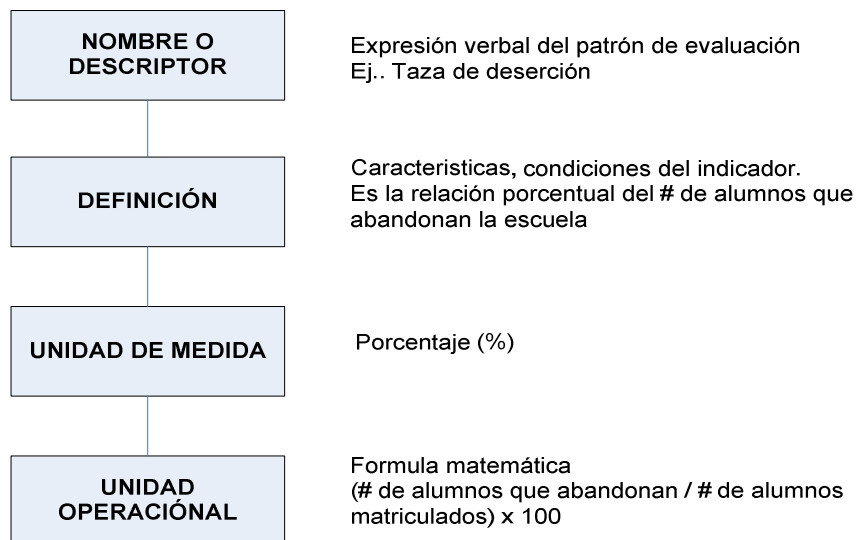 NOMBRE O
DESCRIPTOR
Expresión verbal del patrón de evaluación
Ej.. Taza de deserción
DEFINICIÓN
Caracteristicas, condiciones del indicador.
Es la relación porcentual del # de alumnos que
abandonan la escuela
UNIDAD DE MEDIDA
Porcentaje (%)
UNIDAD
OPERACIÓNAL
Formula matemática
(# de alumnos que abandonan / # de alumnos
matriculados) x 100